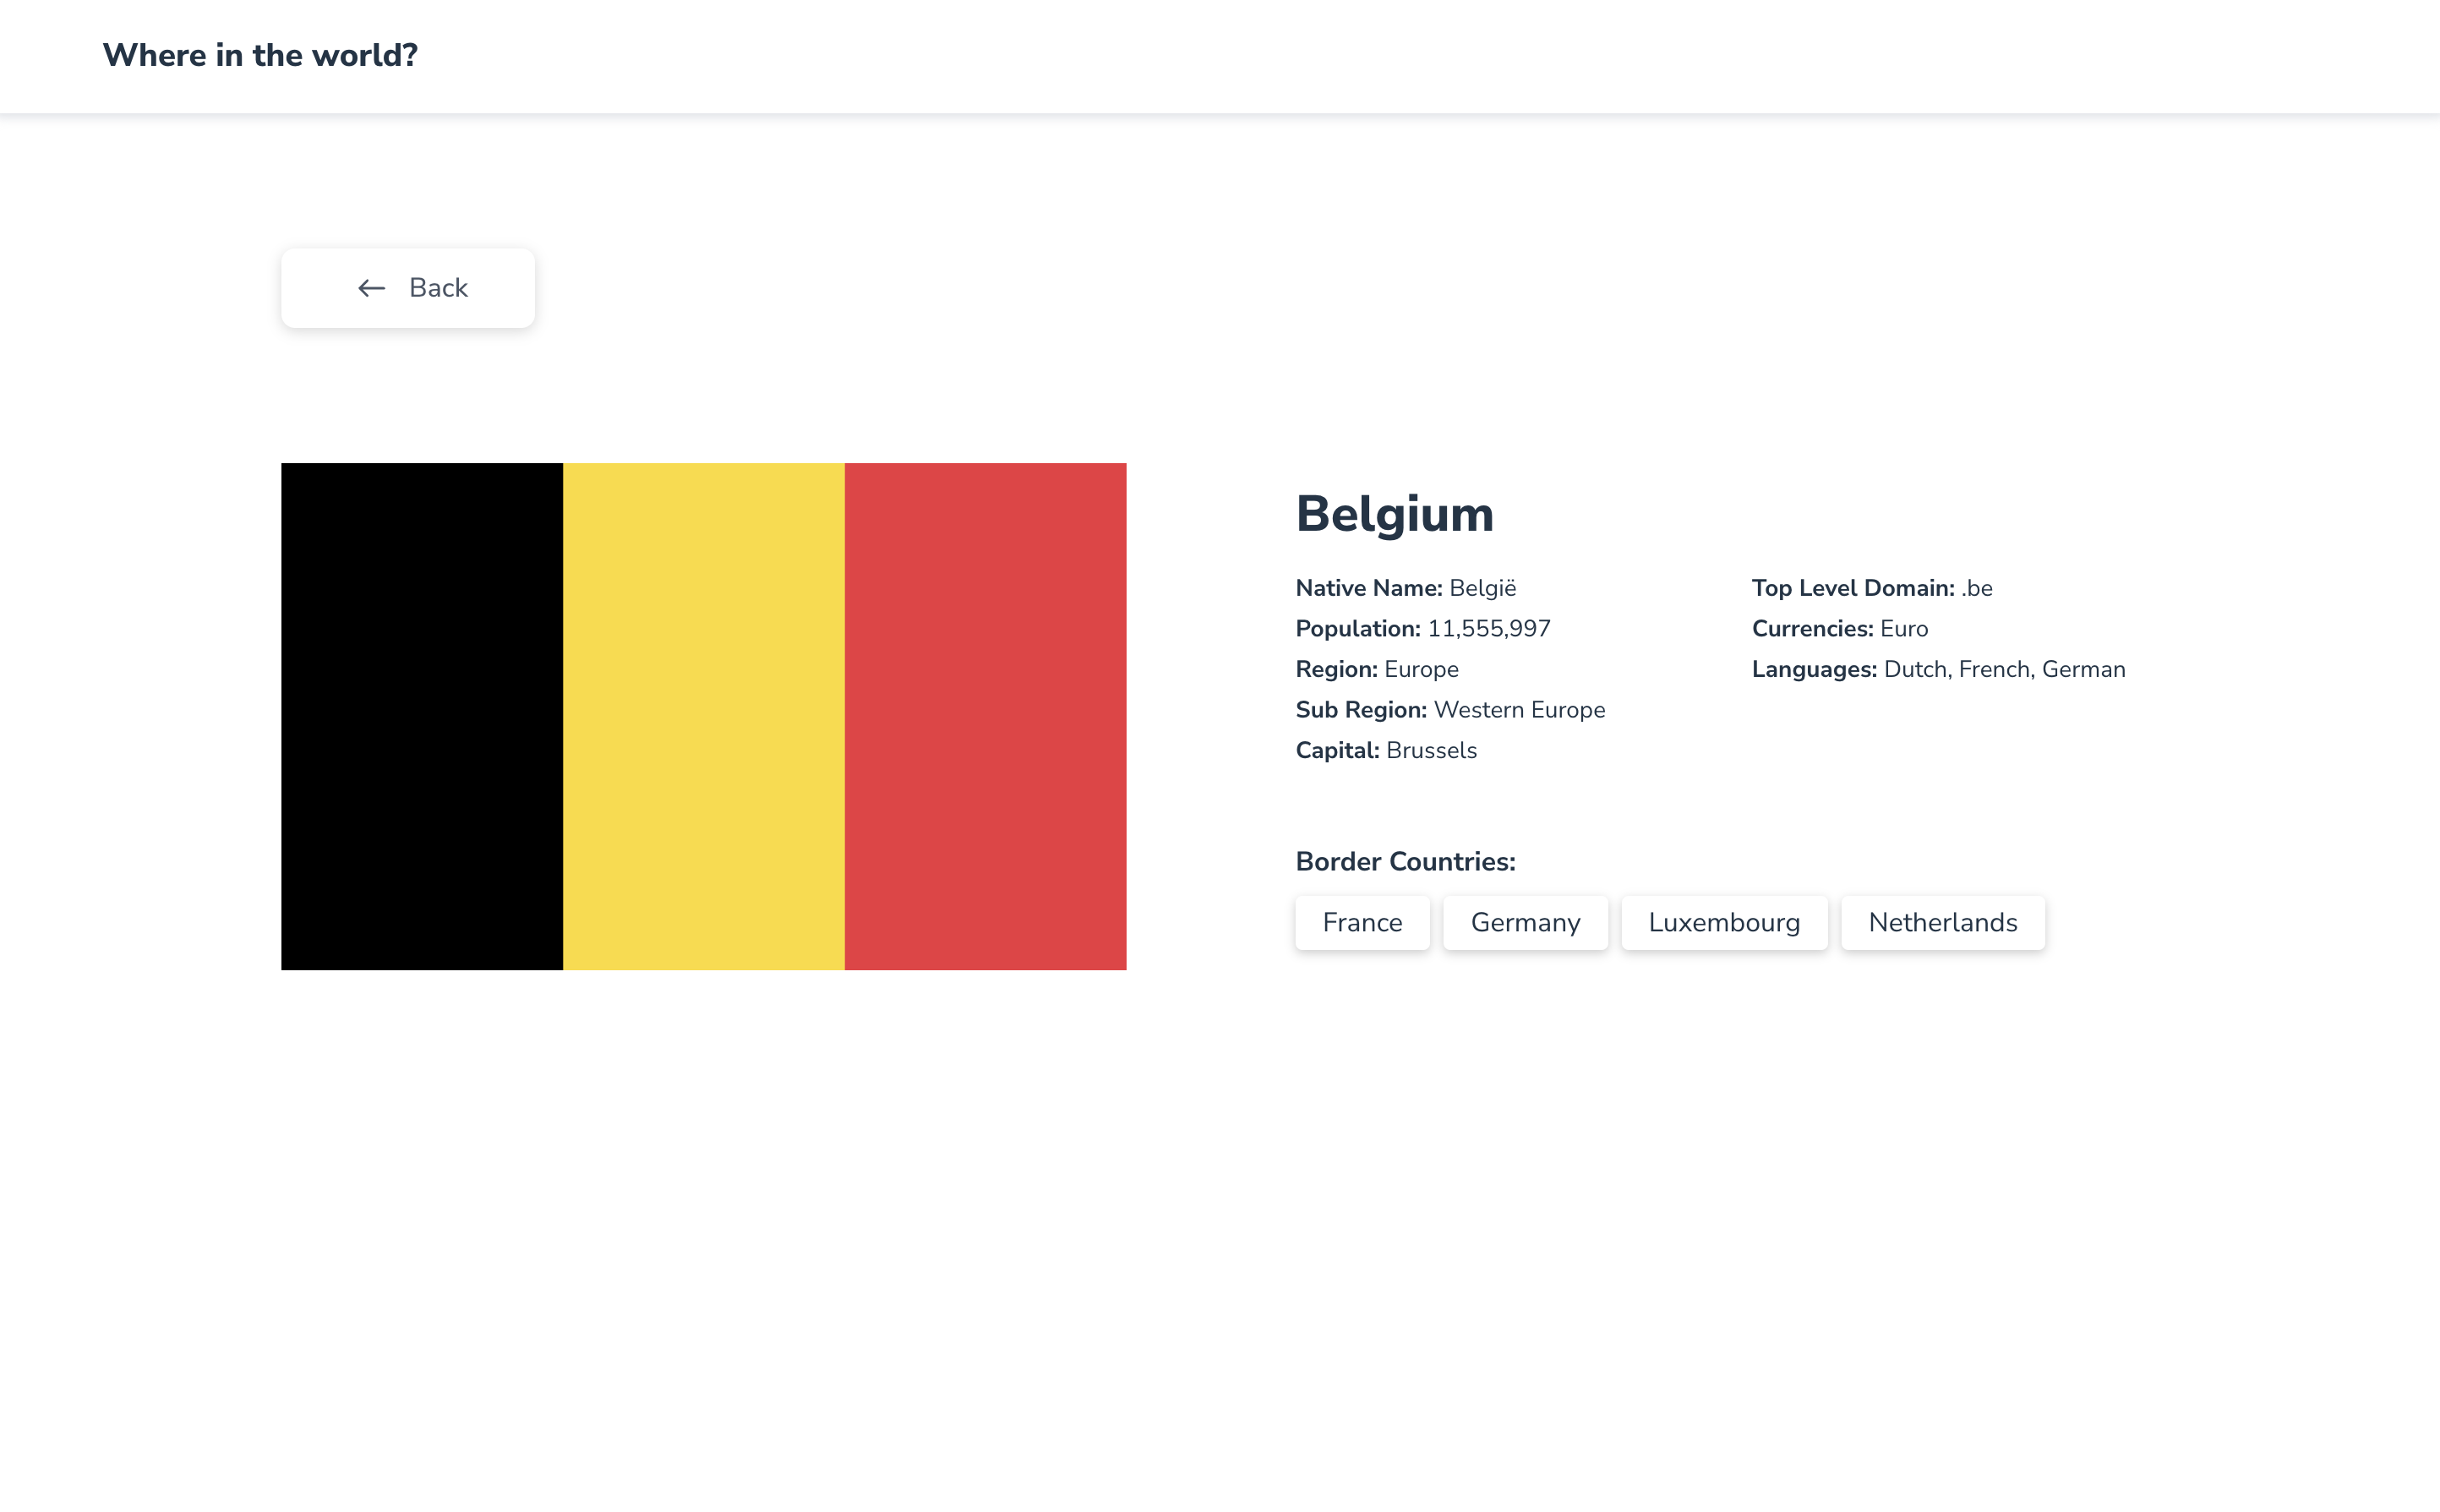 Where in the world?
Back
Belgium
Native Name: België
Population: 11,555,997
Region: Europe
Sub Region: Western Europe
Capital: Brussels
Top Level Domain: .be
Currencies: Euro
Languages: Dutch, French, German
Border Countries:
France Germany Luxembourg Netherlands